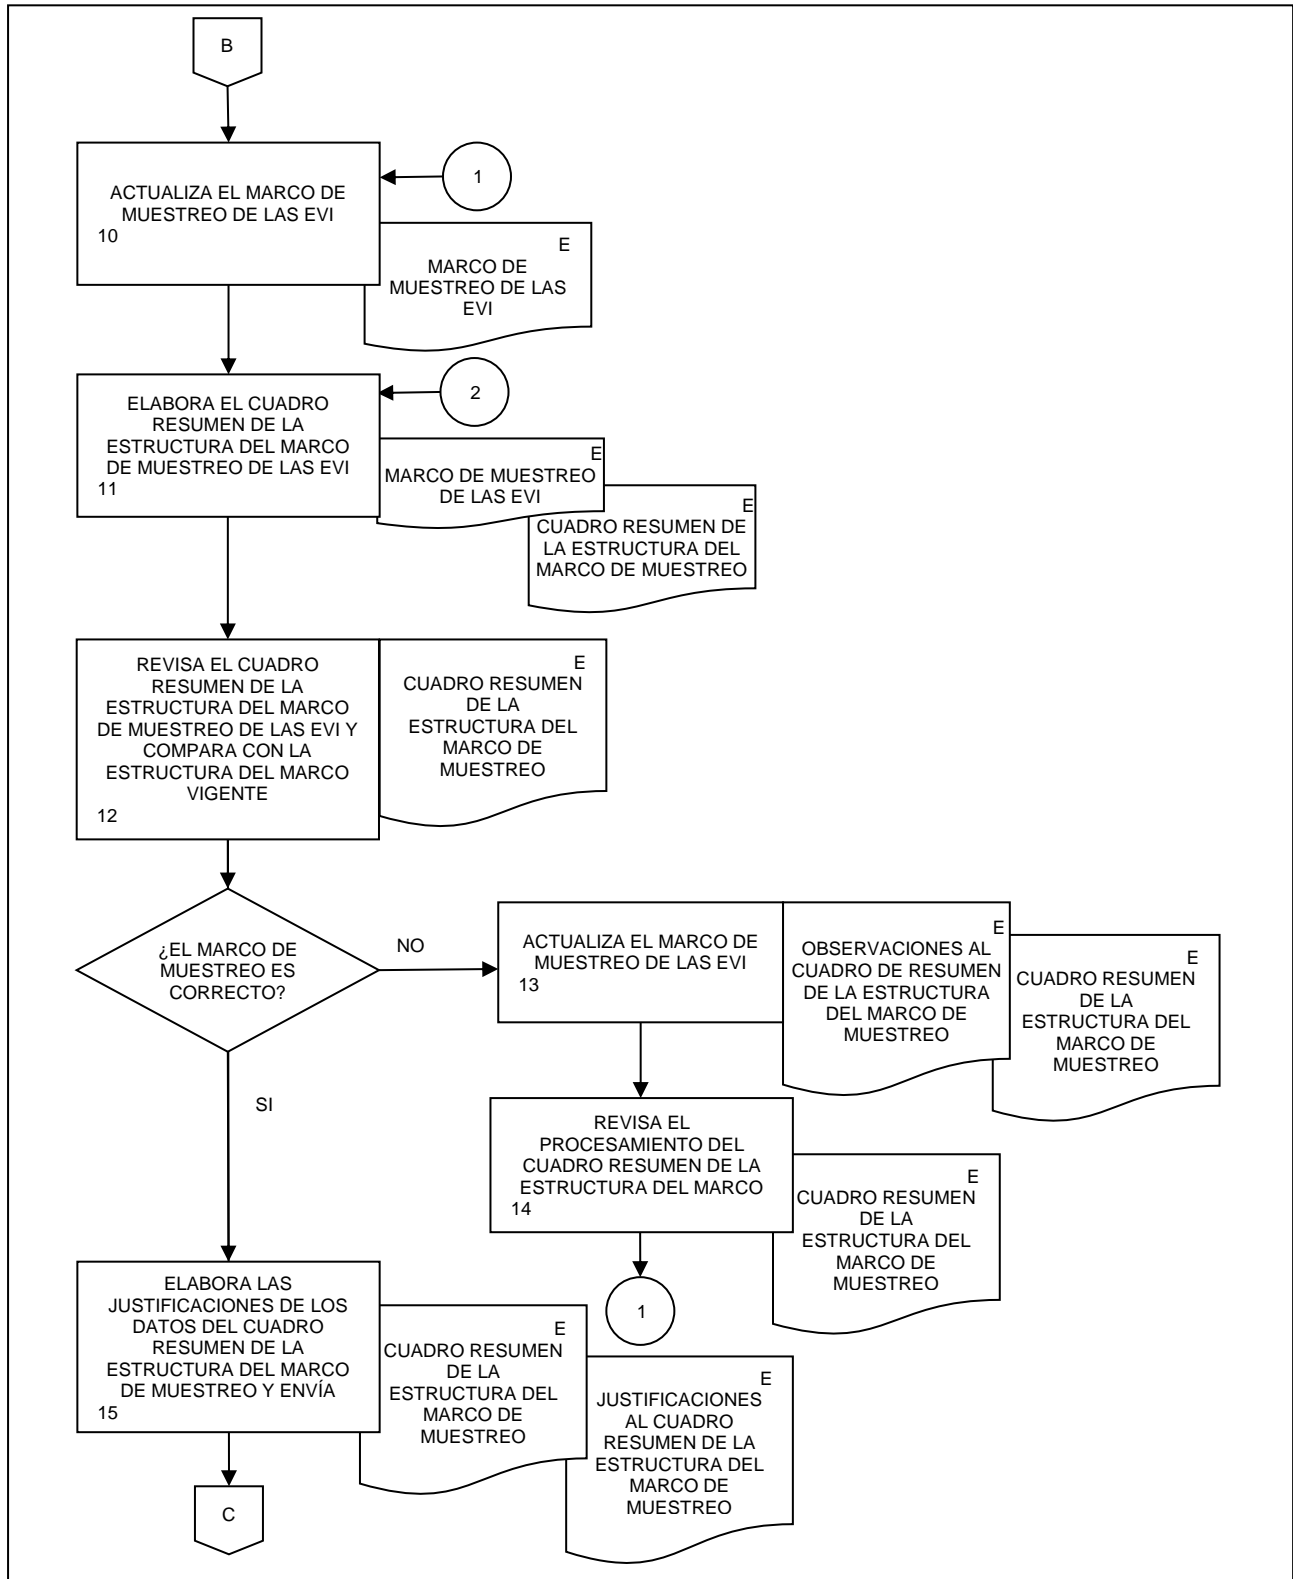 B
ACTUALIZA EL MARCO DE
MUESTREO DE LAS EVI
10
1
E
MARCO DE
MUESTREO DE LAS
EVI
ELABORA EL CUADRO
RESUMEN DE LA
ESTRUCTURA DEL MARCO
DE MUESTREO DE LAS EVI
11
2
E
MARCO DE MUESTREO
DE LAS EVI
E
CUADRO RESUMEN DE
LA ESTRUCTURA DEL
MARCO DE MUESTREO
REVISA EL CUADRO
RESUMEN DE LA
ESTRUCTURA DEL MARCO
DE MUESTREO DE LAS EVI Y
COMPARA CON LA
ESTRUCTURA DEL MARCO
VIGENTE
12
E
CUADRO RESUMEN
DE LA
ESTRUCTURA DEL
MARCO DE
MUESTREO
¿EL MARCO DE
MUESTREO ES
CORRECTO?
NO
ACTUALIZA EL MARCO DE
MUESTREO DE LAS EVI
13
E
OBSERVACIONES AL
CUADRO DE RESUMEN
DE LA ESTRUCTURA
DEL MARCO DE
MUESTREO
E
CUADRO RESUMEN
DE LA
ESTRUCTURA DEL
MARCO DE
MUESTREO
SI
REVISA EL
PROCESAMIENTO DEL
CUADRO RESUMEN DE LA
ESTRUCTURA DEL MARCO
14
E
CUADRO RESUMEN
DE LA
ESTRUCTURA DEL
MARCO DE
MUESTREO
1
ELABORA LAS
JUSTIFICACIONES DE LOS
DATOS DEL CUADRO
RESUMEN DE LA
ESTRUCTURA DEL MARCO
DE MUESTREO Y ENVÍA
15
E
CUADRO RESUMEN
DE LA
ESTRUCTURA DEL
MARCO DE
MUESTREO
E
JUSTIFICACIONES
AL CUADRO
RESUMEN DE LA
ESTRUCTURA DEL
MARCO DE
MUESTREO
C